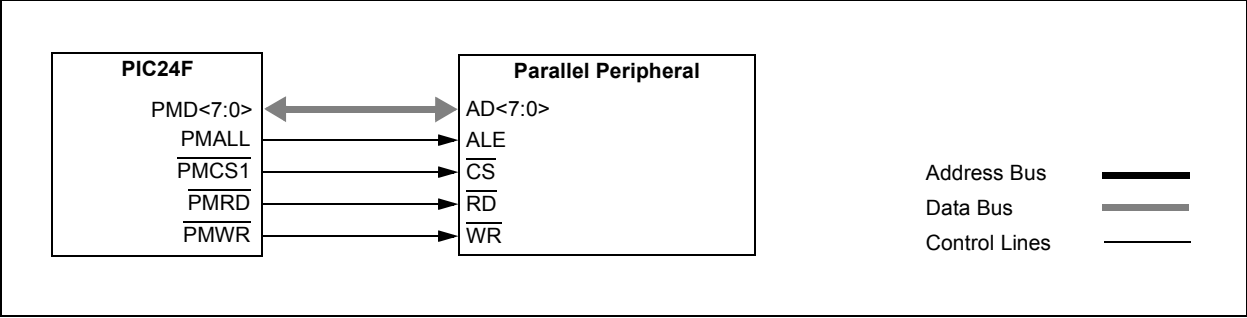 PIC24F
PMD<7:0>
PMALL
PMCS1
PMRD
PMWR
Parallel Peripheral
AD<7:0>
ALE
CS
RD
WR
Address Bus
Data Bus
Control Lines